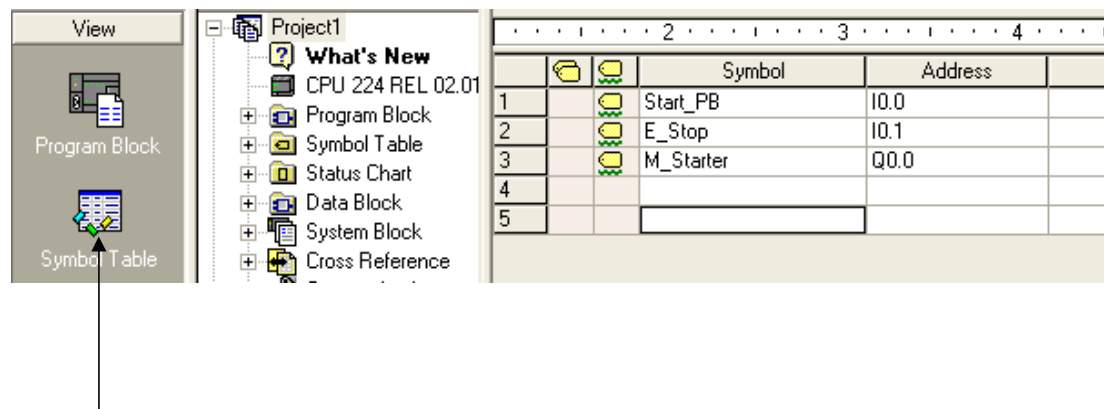 View
Program Block
Symbol Table
Project1
What's New
CPU 224 REL 02.01
Program Block
Symbol Table
Status Chart
Data Block
System Block
Cross Reference
2 3 4
Symbol Address
1 Start_PB I0.0
2 E_Stop I0.1
3 M_Starter Q0.0
4
5